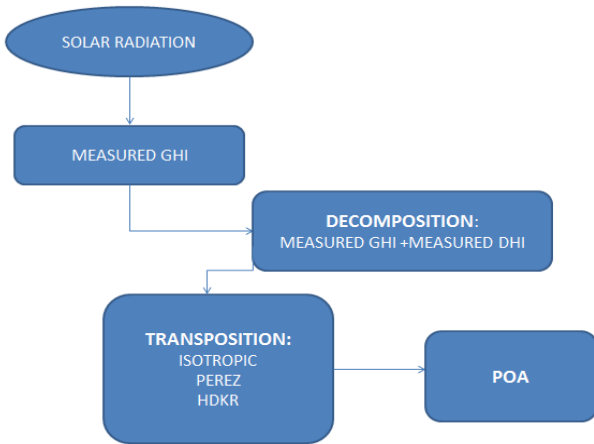 SOLAR RADIATION
MEASURED GHI
DECOMPOSITION:
MEASURED GHI +MEASURED DHI
TRANSPOSITION:
ISOTROPIC
PEREZ
HDKR
POA